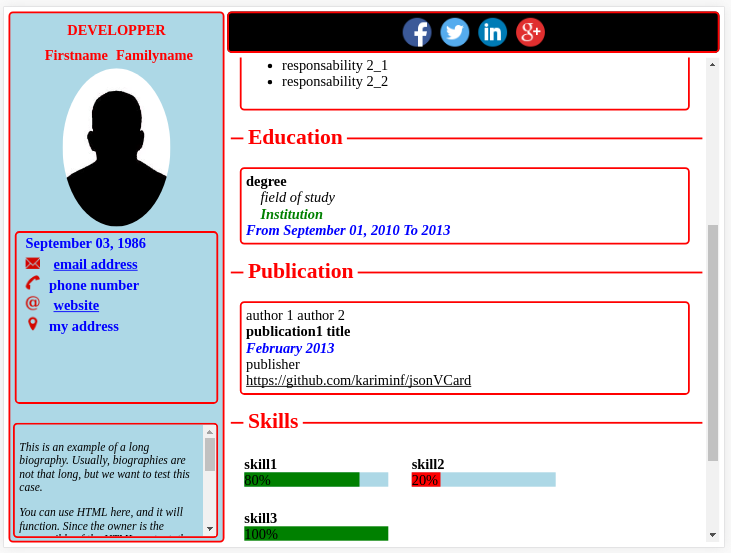 DEVELOPPER
Firstname Familyname
September 03, 1986
email address
phone number
@ website
my address
This is an example of a long
biography. Usually, biographies are
not that long, but we want to test this
case.
You can use HTML here, and it will
function. Since the owner is the
f in g+
• responsability 2_1
• responsability 2_2
Education
degree
field of study
Institution
From September 01, 2010 To 2013
Publication
author 1 author 2
publication1 title
February 2013
publisher
https://github.com/kariminf/jsonVCard
Skills
skill1 skill2
80% 20%
skill3
100%